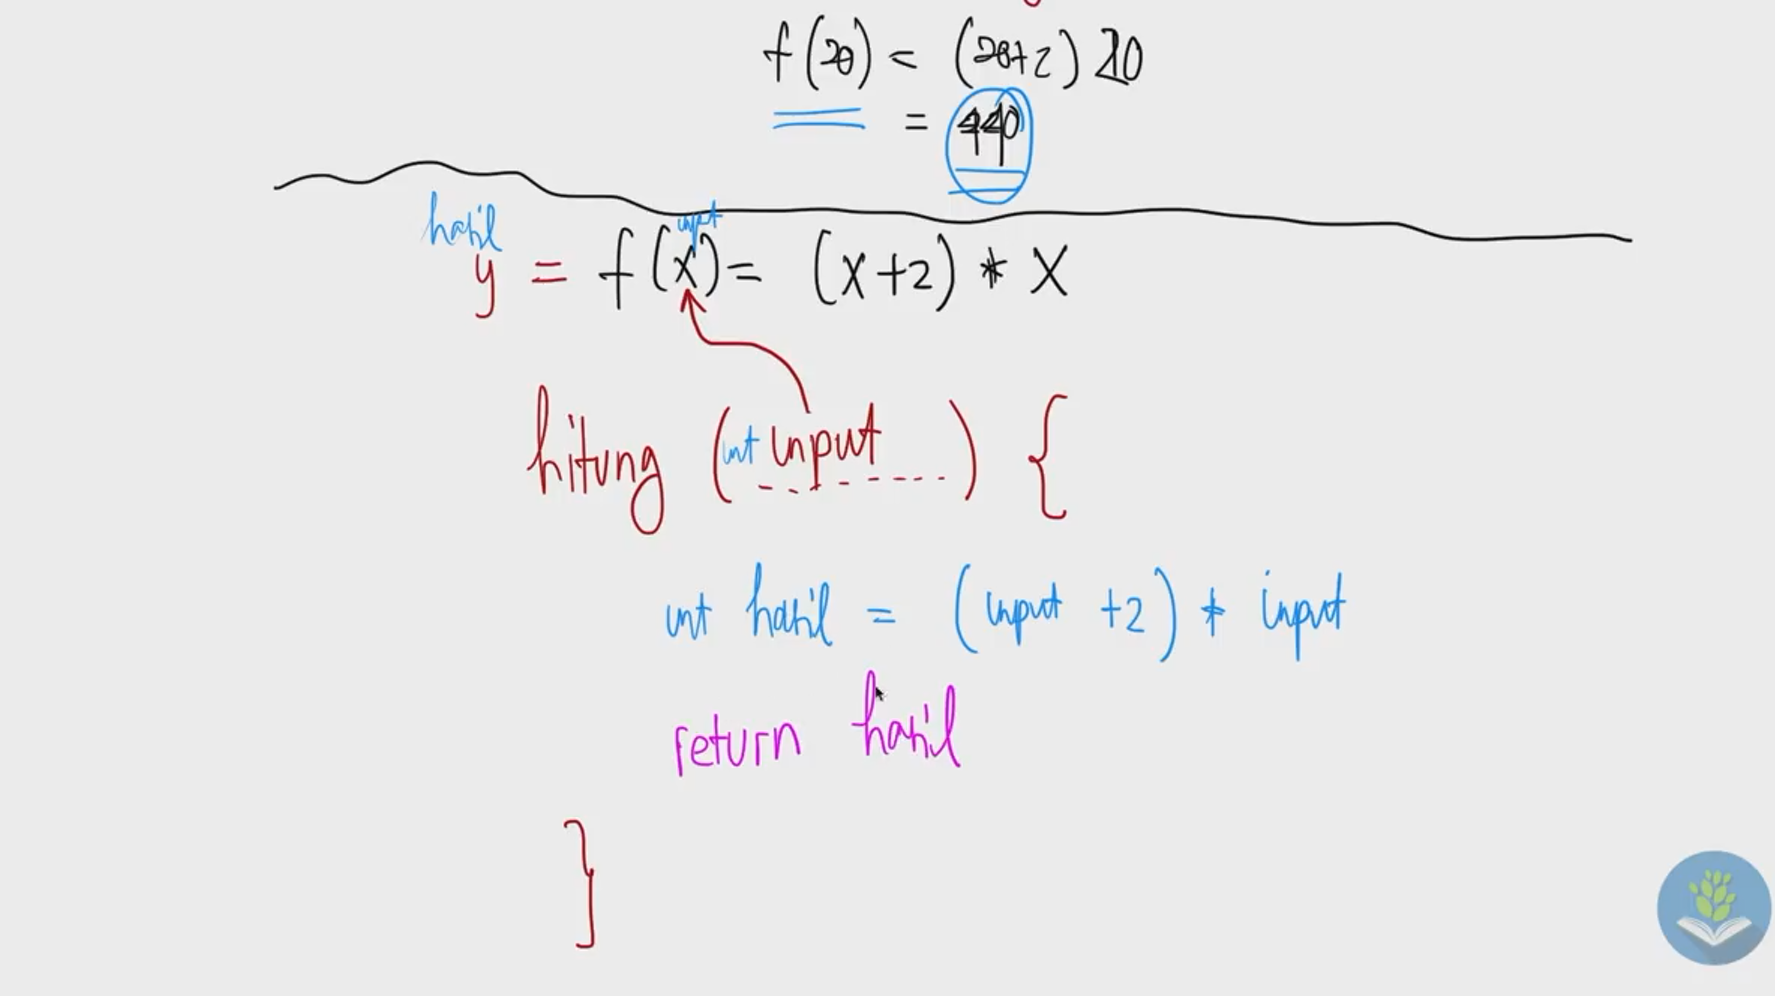 f(20) = (20+2) 20
= 440
hasil
input
y = f(x) = (x+2) * x
hitung (int input) {
int hasil = (input +2) * input
return hasil
}